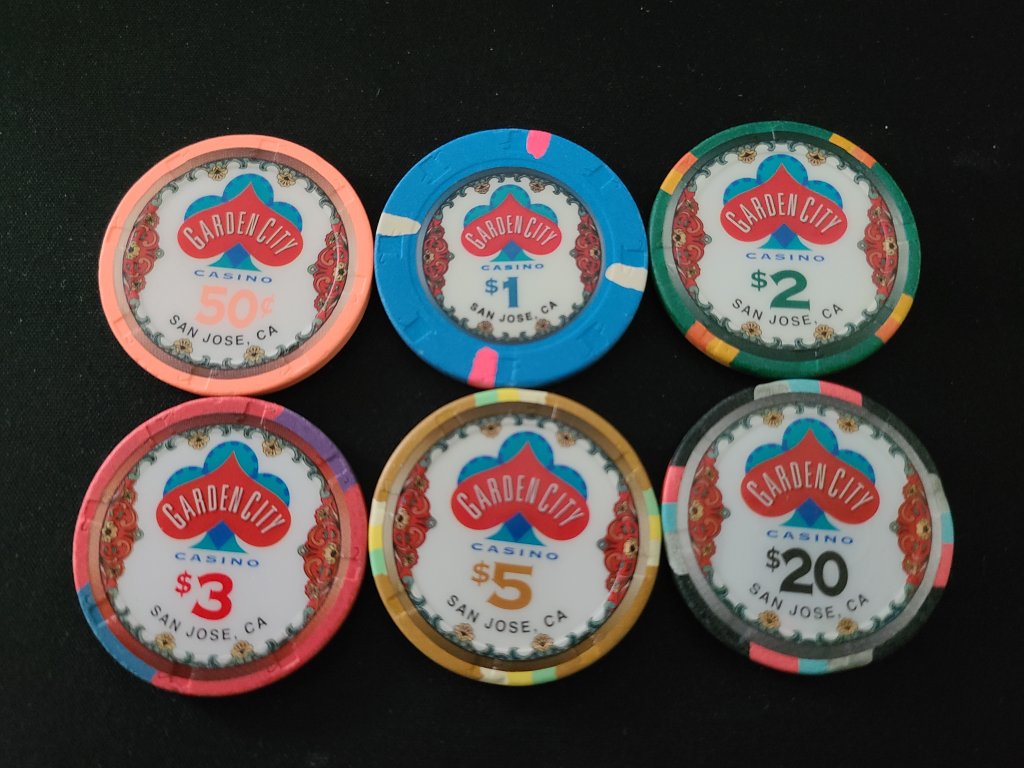 GARDEN CITY
CASINO
50¢
SAN JOSE, CA
GARDEN CITY
CASINO
$1
SAN JOSE, CA
GARDEN CITY
CASINO
$2
SAN JOSE, CA
GARDEN CITY
CASINO
$3
SAN JOSE, CA
GARDEN CITY
CASINO
$5
SAN JOSE, CA
GARDEN CITY
CASINO
$20
SAN JOSE, CA